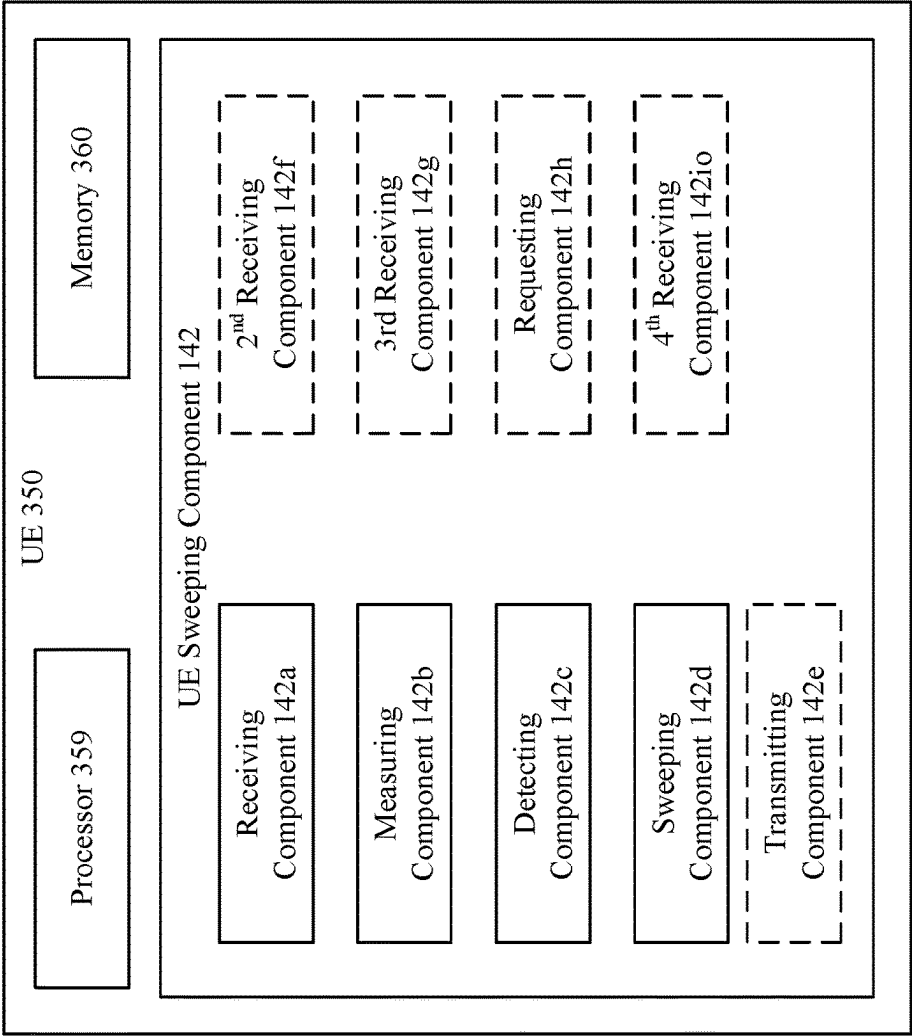 UE 350
Processor 359
Memory 360
UE Sweeping Component 142
Receiving
Component 142a
Measuring
Component 142b
Detecting
Component 142c
Sweeping
Component 142d
Transmitting
Component 142e
2nd Receiving
Component 142f
3rd Receiving
Component 142g
Requesting
Component 142h
4th Receiving
Component 142io